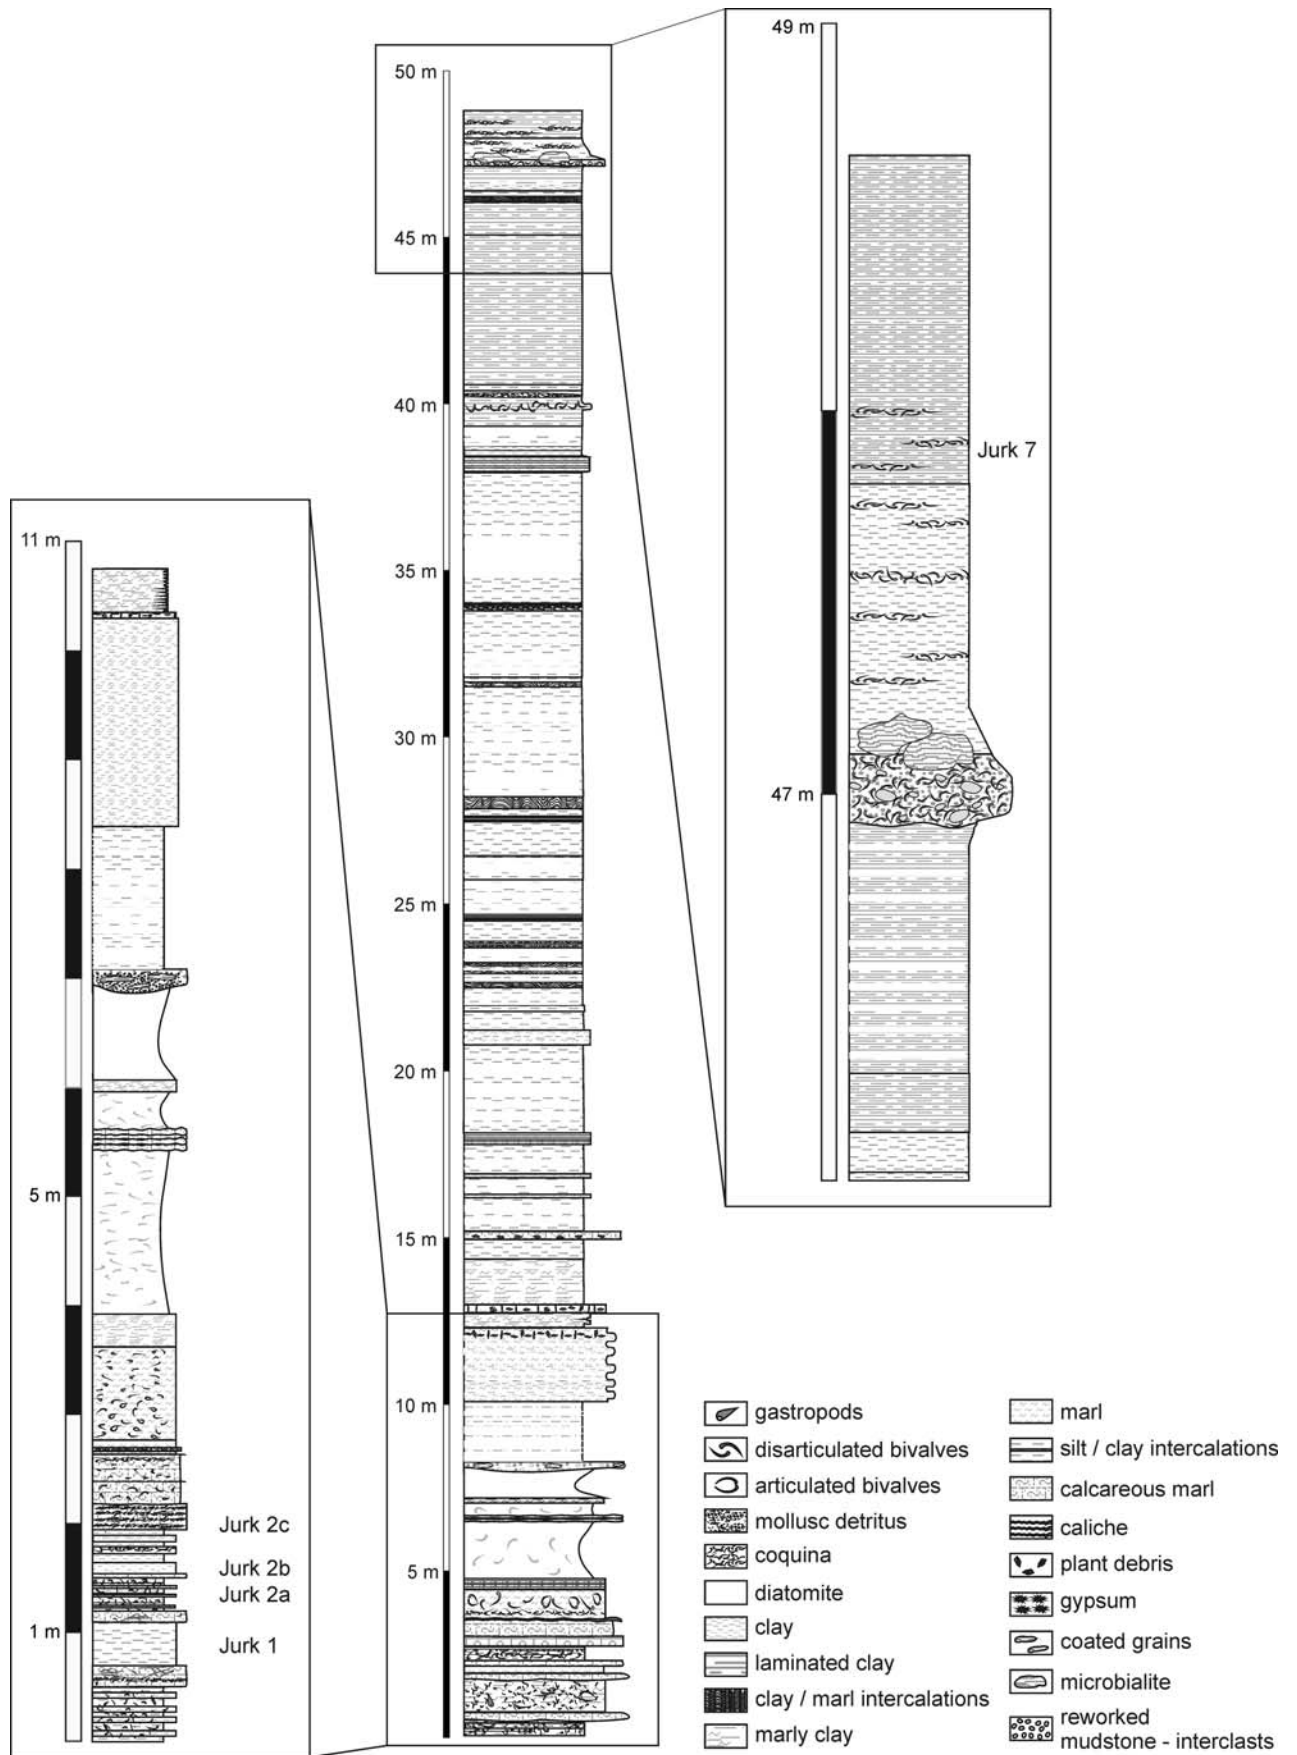 49 m
Jurk 7
47 m
50 m
45 m
40 m
35 m
30 m
25 m
20 m
15 m
10 m
5 m
11 m
5 m
Jurk 2c
Jurk 2b
Jurk 2a
Jurk 1
1 m
gastropods
disarticulated bivalves
articulated bivalves
mollusc detritus
coquina
diatomite
clay
laminated clay
clay / marl intercalations
marly clay
marl
silt / clay intercalations
calcareous marl
caliche
plant debris
gypsum
coated grains
microbialite
reworked
mudstone - interclasts